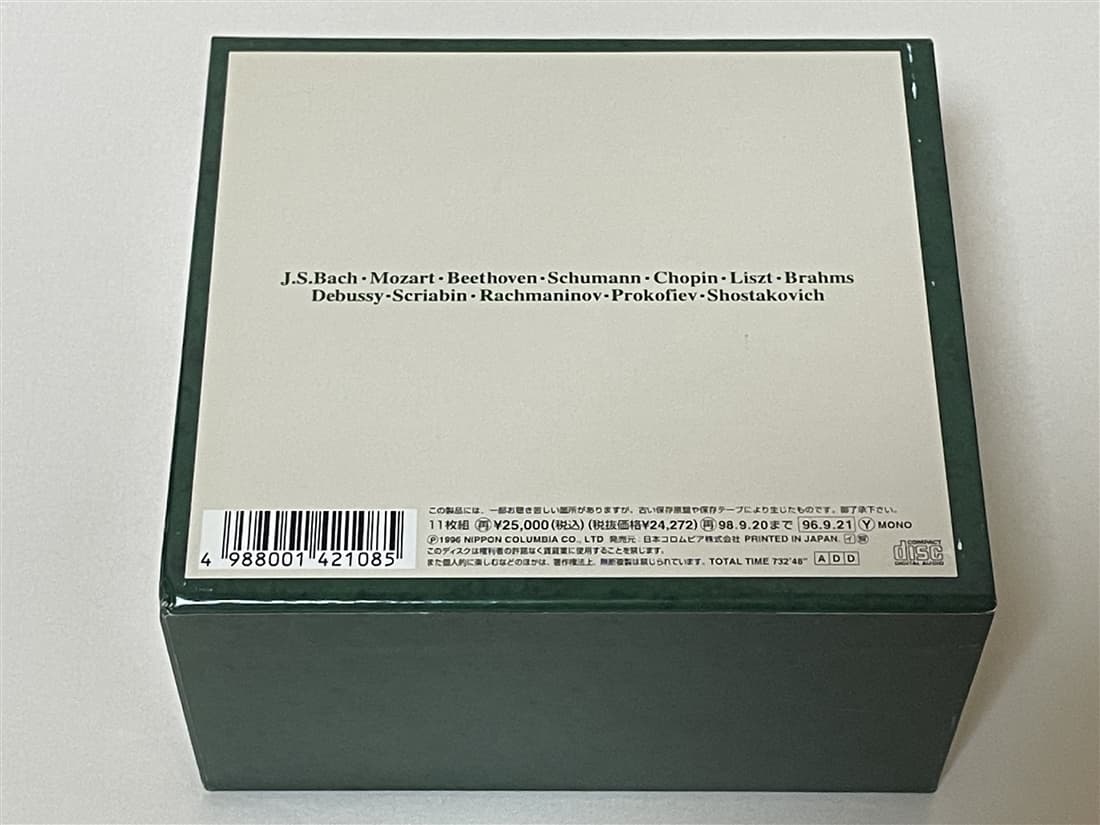 J.S.Bach・Mozart・Beethoven・Schumann・Chopin・Liszt・Brahms
Debussy・Scriabin・Rachmaninov・Prokofiev・Shostakovich
この製品には、一部お聴き苦しい箇所がありますが、古い保存原盤や保存テープにより生じたものです。御了承下さい。
11枚組 再 ¥25,000(税込) (税抜価格¥24,272) 再 98.9.20まで 96.9.21 Y MONO
Ⓟ1996 NIPPON COLUMBIA CO., LTD 発売元:日本コロムビア株式会社 PRINTED IN JAPAN. イ
このディスクは権利者の許諾なく賃貸業に使用することを禁じます。
また個人的に楽しむなどのほかは、著作権法上、無断複製は禁じられています。 TOTAL TIME 732'48" ADD
4 988001 421085
COMPACT
disc
DIGITAL AUDIO